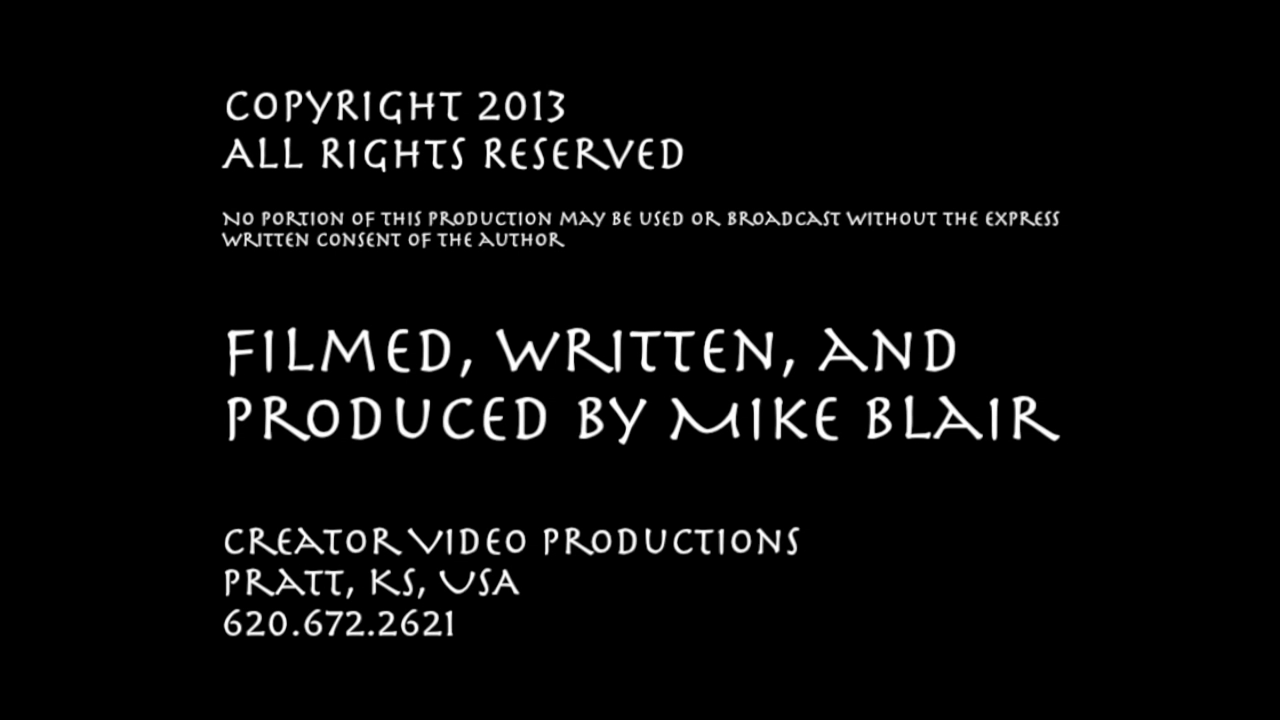 COPYRIGHT 2013
ALL RIGHTS RESERVED
NO PORTION OF THIS PRODUCTION MAY BE USED OR BROADCAST WITHOUT THE EXPRESS
WRITTEN CONSENT OF THE AUTHOR
FILMED, WRITTEN, AND
PRODUCED BY MIKE BLAIR
CREATOR VIDEO PRODUCTIONS
PRATT, KS, USA
620.672.2621